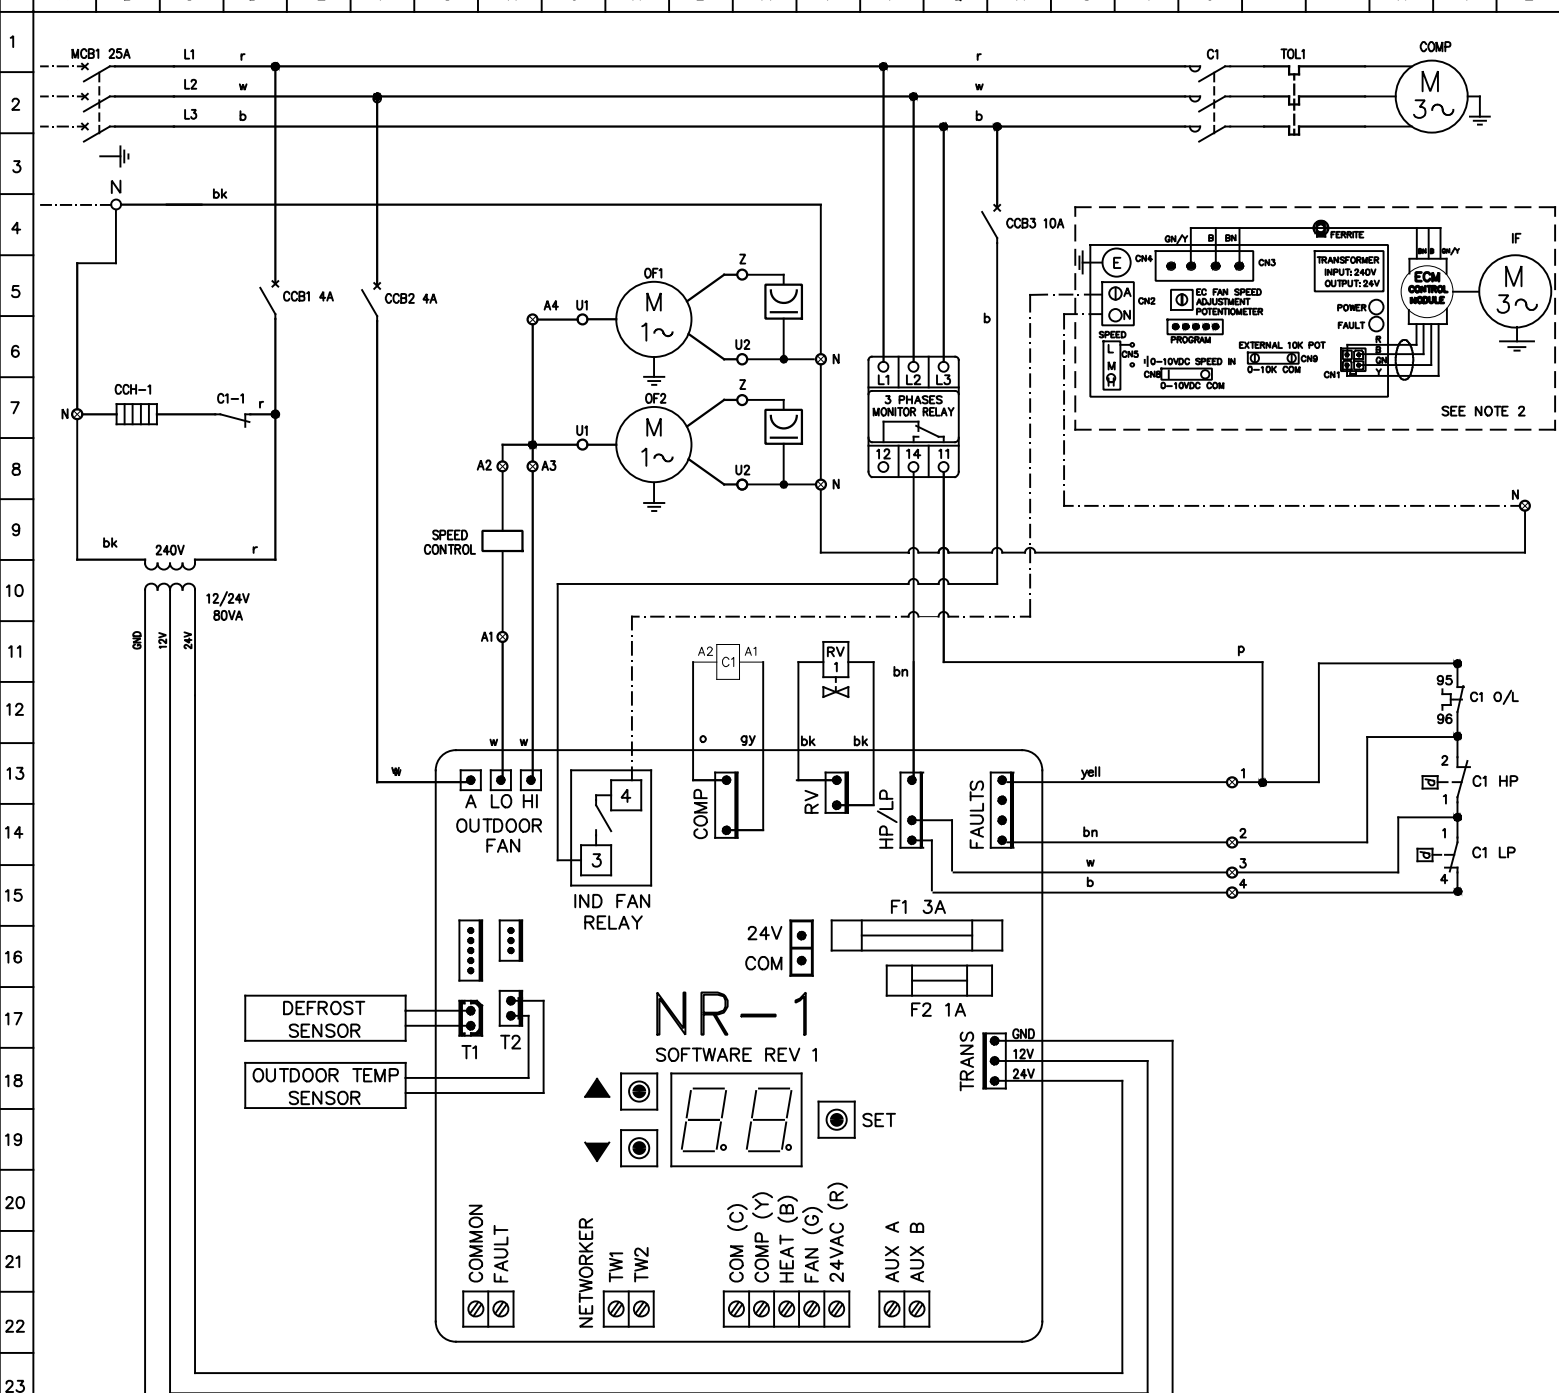 1
MCB1 25A L1 r r C1 TOL1 COMP
L2 w w M
2
3~
L3 b b
3
N
bk
4
CCB3 10A
GN/Y B BN FERRITE BN B GN/Y IF
E CN4 CN3
TRANSFORMER
INPUT: 240V
OUTPUT: 24V
ECM
CONTROL
MODULE
M
3~
5
CCB1 4A CCB2 4A
A4 U1 OF1 Z
M
1~
U2 N
b
A CN2
N
EC FAN SPEED
ADJUSTMENT
POTENTIOMETER
POWER
FAULT
PROGRAM
6
SPEED
L
M
H
CN5
0-10VDC SPEED IN
CN8
0-10VDC COM
EXTERNAL 10K POT
CN9
0-10K COM
R
B
GN
Y
CN1
SEE NOTE 2
L1 L2 L3
3 PHASES
MONITOR RELAY
12 14 11
7
N CCH-1 C1-1 r
U1 OF2 Z
M
1~
8
A2 A3 U2 N
N
9
SPEED
CONTROL
bk 240V r
10
12/24V
80VA
GND 12V 24V
11
A1
A2 C1 A1
RV
1
bn
p
12
95
96
C1 O/L
w w o gy bk bk
13
w
A LO HI
OUTDOOR
FAN
4
3
COMP
RV
HP/LP
FAULTS
yell 1
2
P
1
C1 HP
14
bn 2
1
P
4
C1 LP
w 3
15
b 4
IND FAN
RELAY
F1 3A
16
24V
COM
F2 1A
17
DEFROST
SENSOR
T1 T2
NR-1
SOFTWARE REV 1
TRANS
GND
12V
24V
18
OUTDOOR TEMP
SENSOR
8.8.
19
SET
20
21
22
COMMON
FAULT
NETWORKER
TW1
TW2
COM (C)
COMP (Y)
HEAT (B)
FAN (G)
24VAC (R)
AUX A
AUX B
23